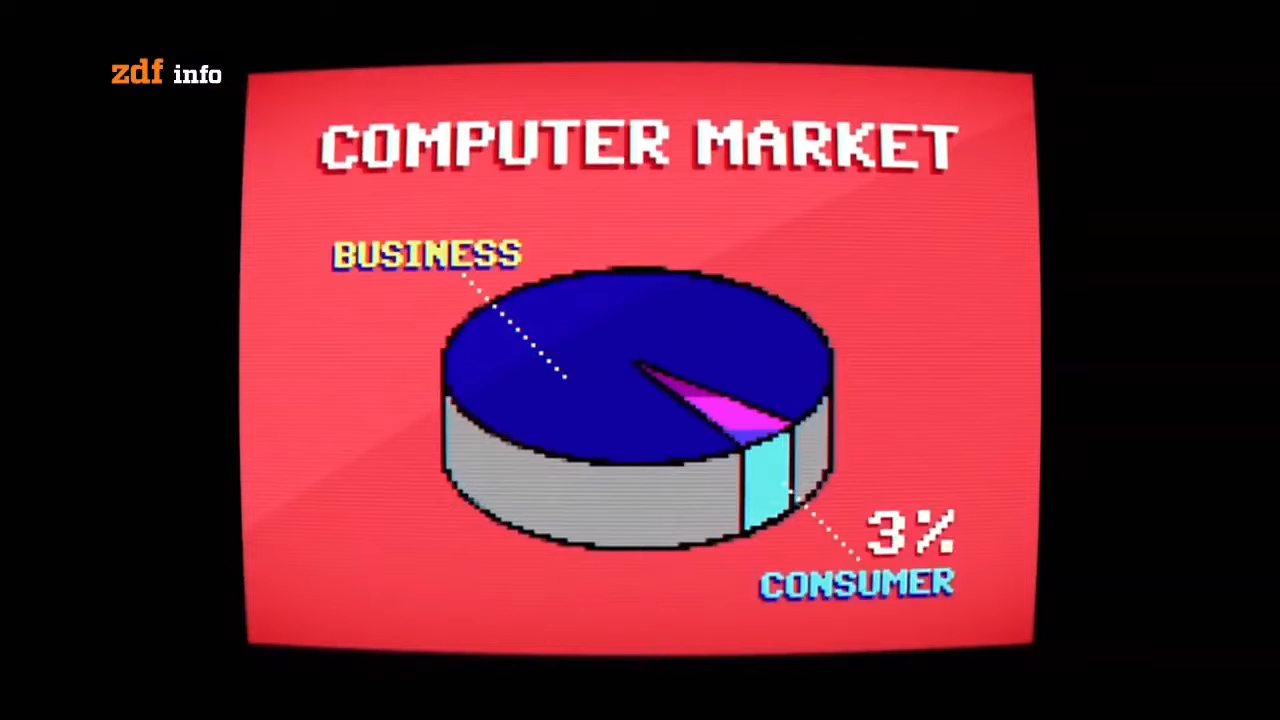 zdf info
COMPUTER MARKET
BUSINESS
3%
CONSUMER